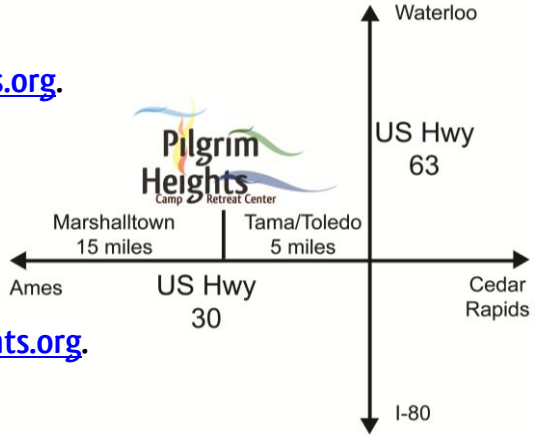 Waterloo
s.org.
US Hwy
63
Pilgrim
Heights
Camp Retreat Center
Marshalltown
15 miles
Tama/Toledo
5 miles
Ames
US Hwy
30
Cedar
Rapids
nts.org.
I-80